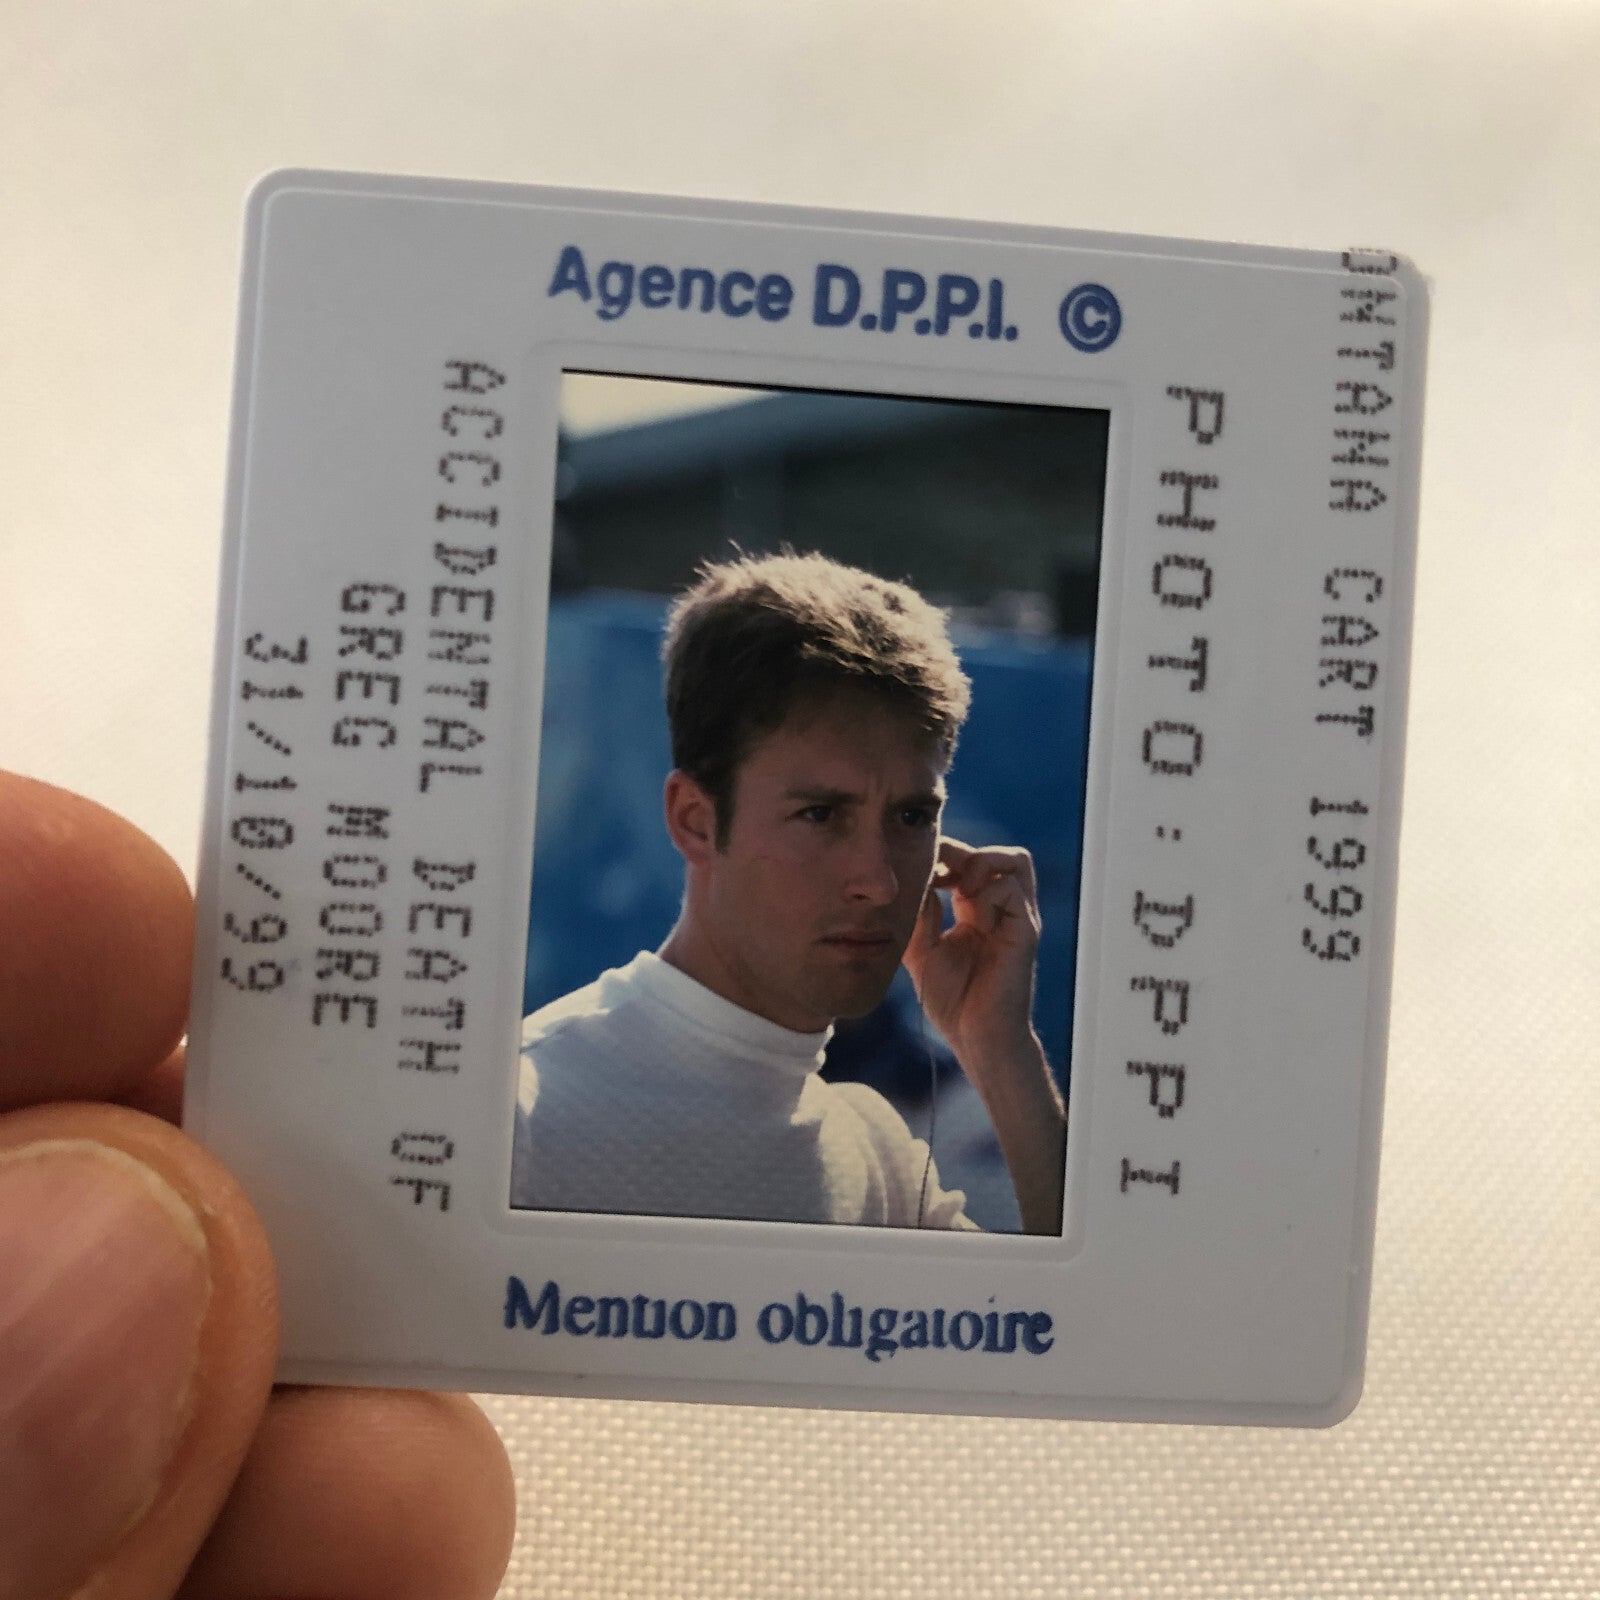 Agence D.P.P.I. ©
ACCIDENTAL DEATH OF
GREG MOORE
31/10/99
PHOTO: DPPI
CART 1999
Mention obligatoire